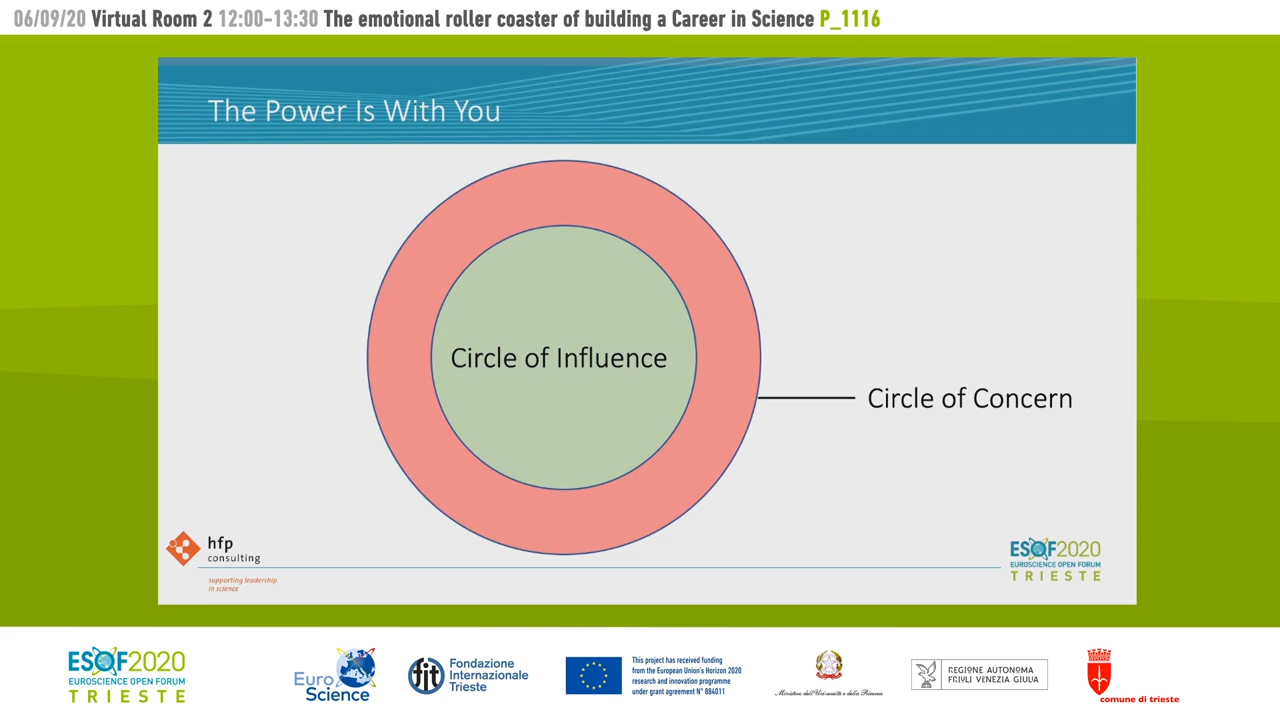 06/09/20 Virtual Room 2 12:00-13:30 The emotional roller coaster of building a Career in Science P_1116
The Power Is With You
Circle of Influence
Circle of Concern
hfp
consulting
supporting leadership
in science
ESOF2020
EUROSCIENCE OPEN FORUM
TRIESTE
ESOF2020
EUROSCIENCE OPEN FORUM
TRIESTE
Euro
Science
fit
Fondazione
Internazionale
Trieste
This project has received funding
from the European Union's Horizon 2020
research and innovation programme
under grant agreement N° 884011
Ministero dell'Università e della Ricerca
REGIONE AUTONOMA
FRIULI VENEZIA GIULIA
comune di trieste